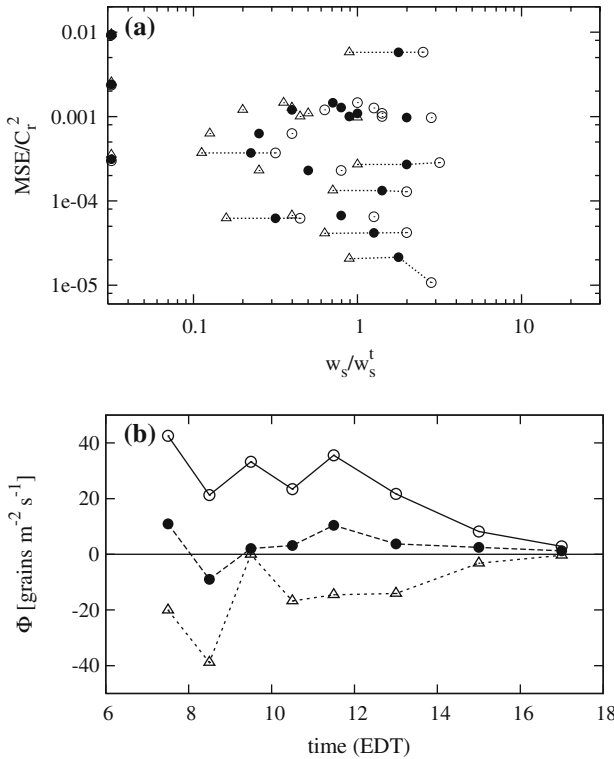 (a)
0.01
0.001
1e-04
1e-05
MSE/C_r^2
0.1 1 10
w_s/w_s^t
(b)
40
20
0
-20
-40
Φ [grains m^-2 s^-1]
6 8 10 12 14 16 18
time (EDT)